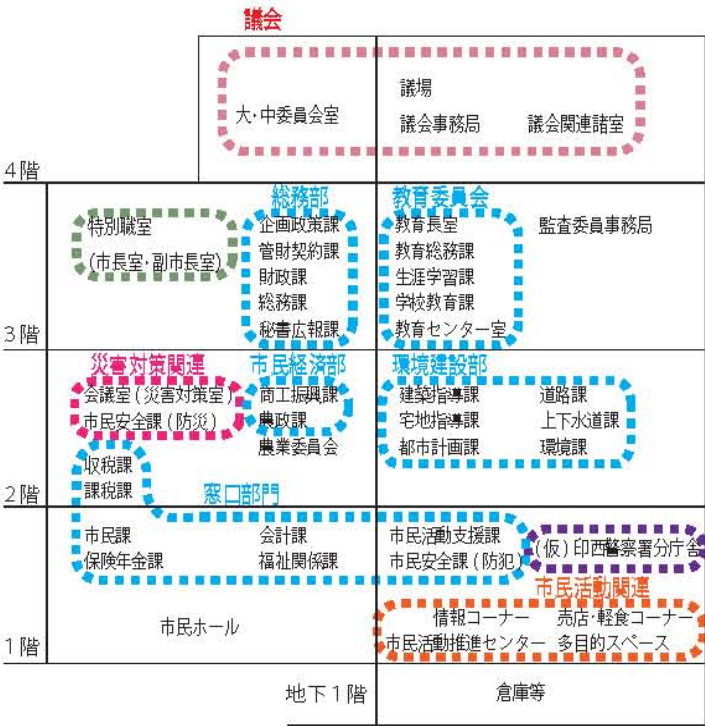 議会
大・中委員会室
議場
議会事務局 議会関連諸室
4階
総務部 教育委員会
特別職室
(市長室・副市長室)
企画政策課
管財契約課
財政課
総務課
秘書広報課
教育長室
教育総務課
生涯学習課
学校教育課
教育センター室
監査委員事務局
3階
災害対策関連 市民経済部 環境建設部
会議室(災害対策室)
市民安全課(防災)
商工振興課
農政課
農業委員会
建築指導課 道路課
宅地指導課 上下水道課
都市計画課 環境課
収税課
課税課
窓口部門
2階
市民課 会計課 市民活動支援課
保険年金課 福祉関係課 市民安全課(防犯)
(仮)印西警察署分庁舎
市民活動関連
情報コーナー 売店・軽食コーナー
市民活動推進センター 多目的スペース
市民ホール
1階
地下1階 倉庫等